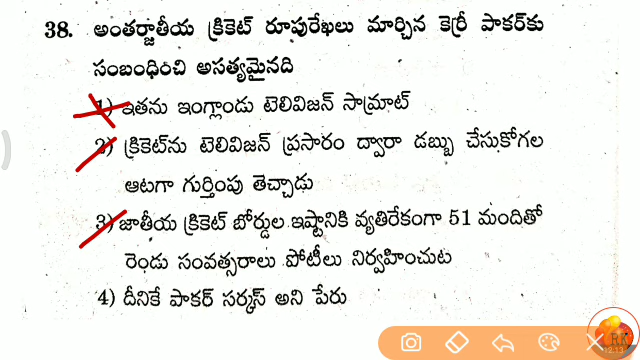 38. అంతర్జాతీయ క్రికెట్ రూపురేఖలు మార్చిన కెర్రీ పాకర్‌కు
సంబంధించి అసత్యమైనది
1) ఇతను ఇంగ్లాండు టెలివిజన్ సామ్రాట్
2) క్రికెట్‌ను టెలివిజన్ ప్రసారం ద్వారా డబ్బు చేసుకోగల
ఆటగా గుర్తింపు తెచ్చాడు
3) జాతీయ క్రికెట్ బోర్డుల ఇష్టానికి వ్యతిరేకంగా 51 మందితో
రెండు సంవత్సరాలు పోటీలు నిర్వహించుట
4) దీనికే పాకర్ సర్కస్ అని పేరు